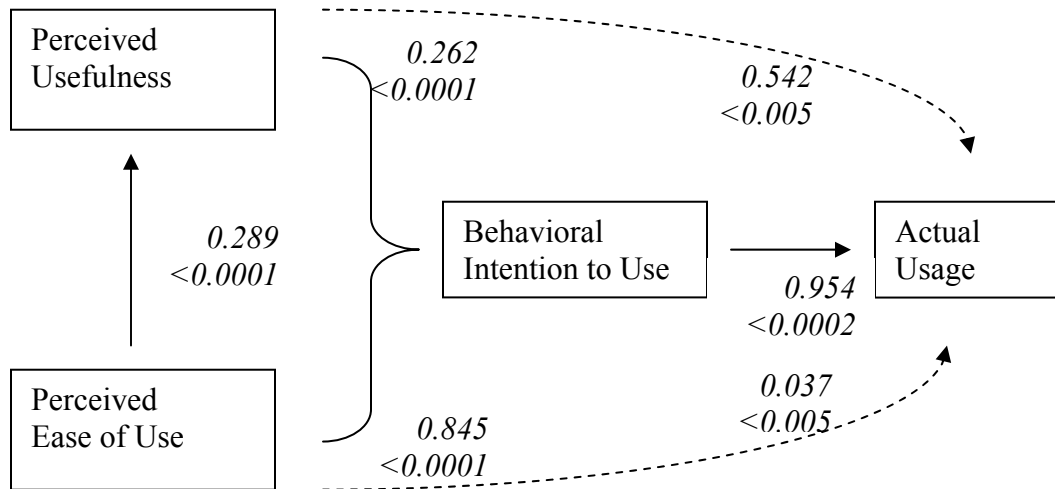 Perceived
Usefulness
0.262
<0.0001
0.542
<0.005
0.289
<0.0001
Behavioral
Intention to Use
Actual
Usage
0.954
<0.0002
Perceived
Ease of Use
0.845
<0.0001
0.037
<0.005